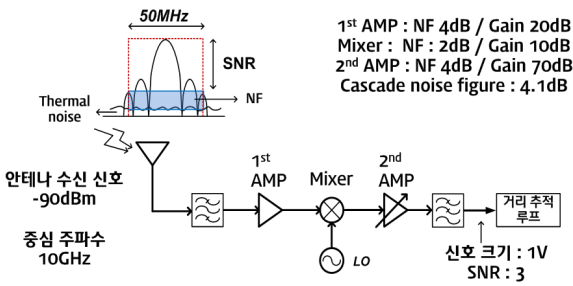 50MHz
SNR
NF
Thermal
noise
1st AMP : NF 4dB / Gain 20dB
Mixer : NF : 2dB / Gain 10dB
2nd AMP : NF 4dB / Gain 70dB
Cascade noise figure : 4.1dB
안테나 수신 신호
-90dBm
중심 주파수
10GHz
1st
AMP
Mixer
2nd
AMP
LO
거리 추적
루프
신호 크기 : 1V
SNR : 3